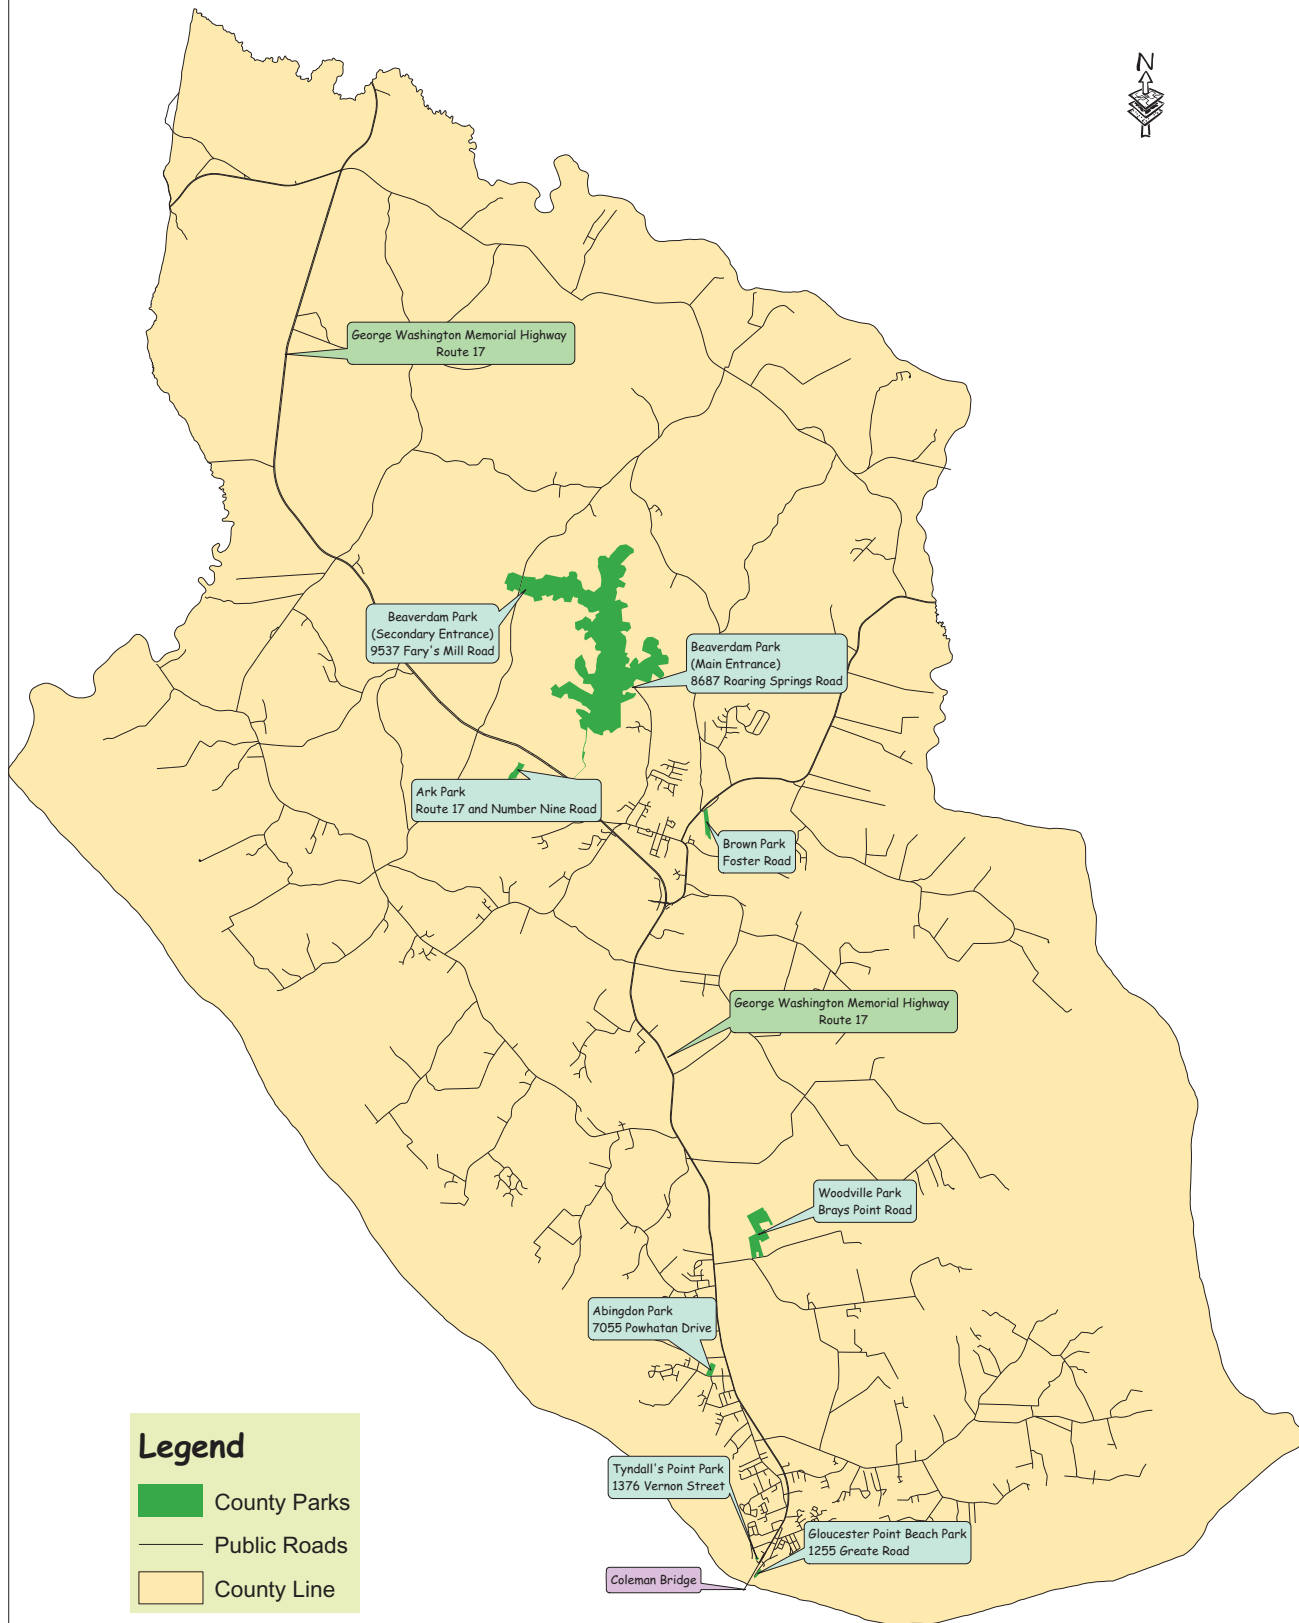 N
George Washington Memorial Highway
Route 17
Beaverdam Park
(Secondary Entrance)
9537 Fary's Mill Road
Beaverdam Park
(Main Entrance)
8687 Roaring Springs Road
Ark Park
Route 17 and Number Nine Road
Brown Park
Foster Road
George Washington Memorial Highway
Route 17
Woodville Park
Brays Point Road
Abingdon Park
7055 Powhatan Drive
Tyndall's Point Park
1376 Vernon Street
Gloucester Point Beach Park
1255 Greate Road
Coleman Bridge
Legend
County Parks
Public Roads
County Line